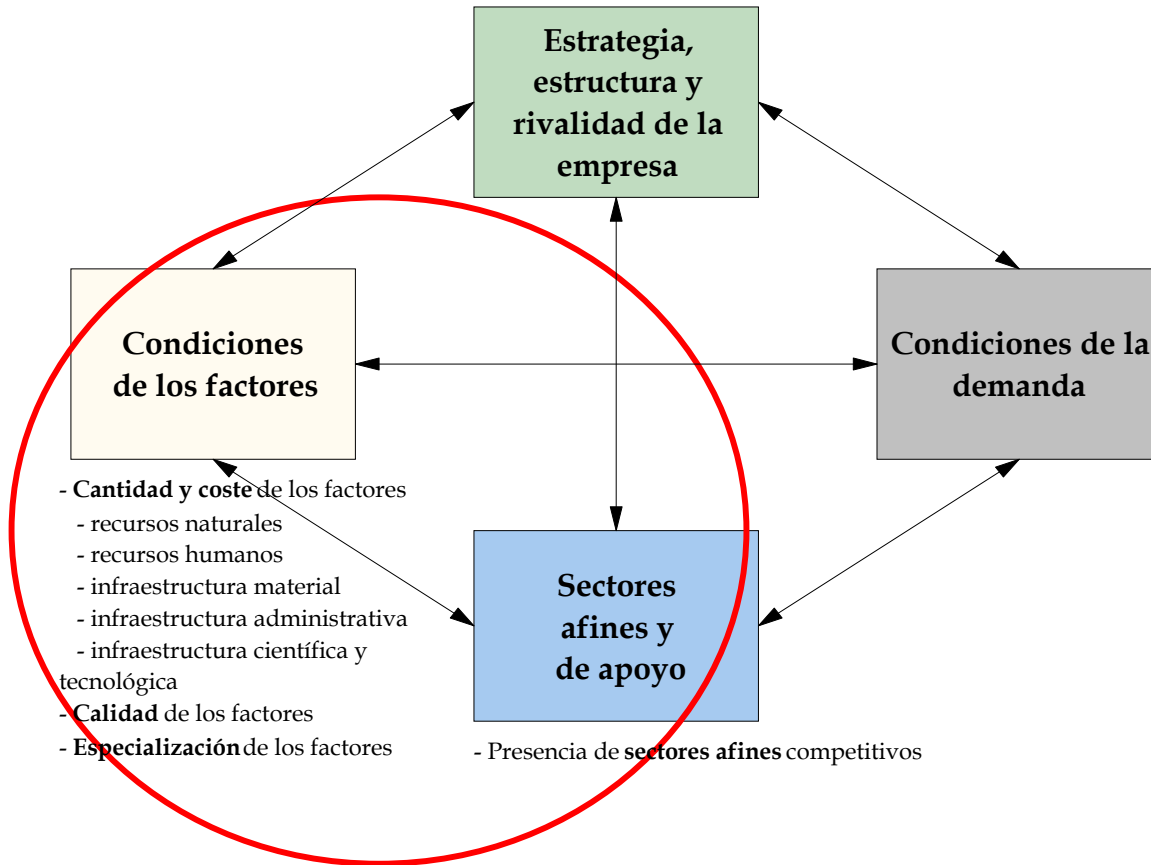 Estrategia,
estructura y
rivalidad de la
empresa
Condiciones
de los factores
Condiciones de la
demanda
- Cantidad y coste de los factores
- recursos naturales
- recursos humanos
- infraestructura material
- infraestructura administrativa
- infraestructura científica y
tecnológica
- Calidad de los factores
- Especialización de los factores
Sectores
afines y
de apoyo
- Presencia de sectores afines competitivos